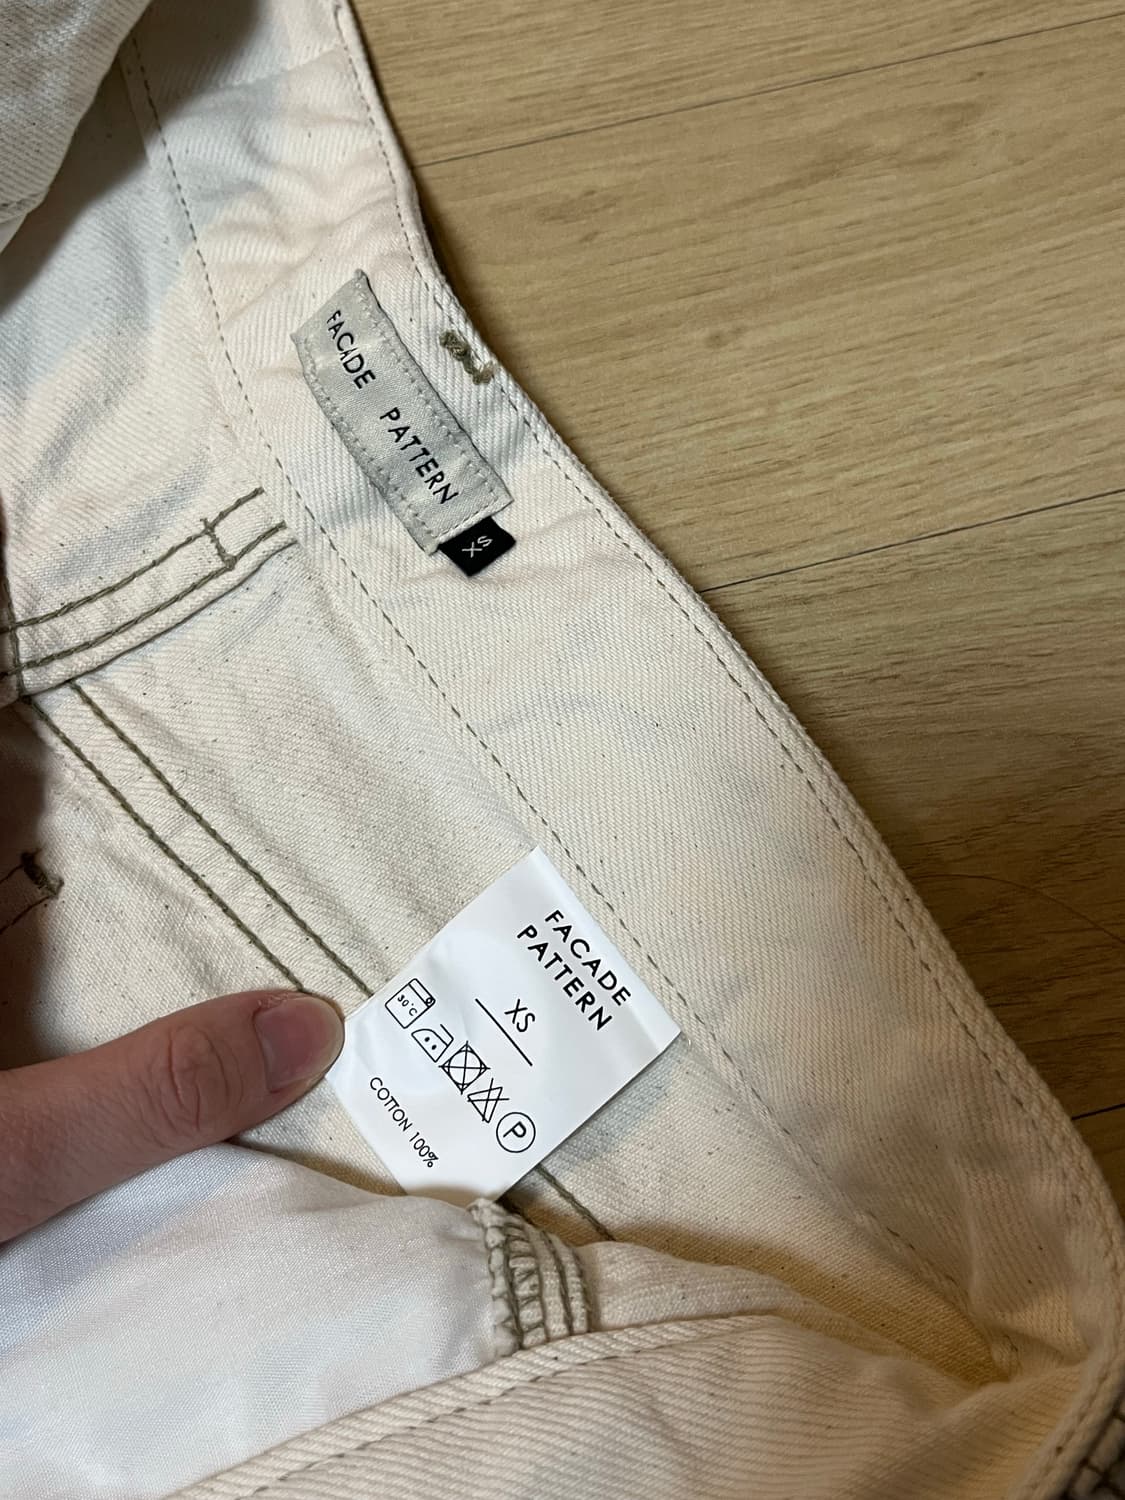 FACADE PATTERN
XS
FACADE
PATTERN
XS
30°C
P
COTTON 100%